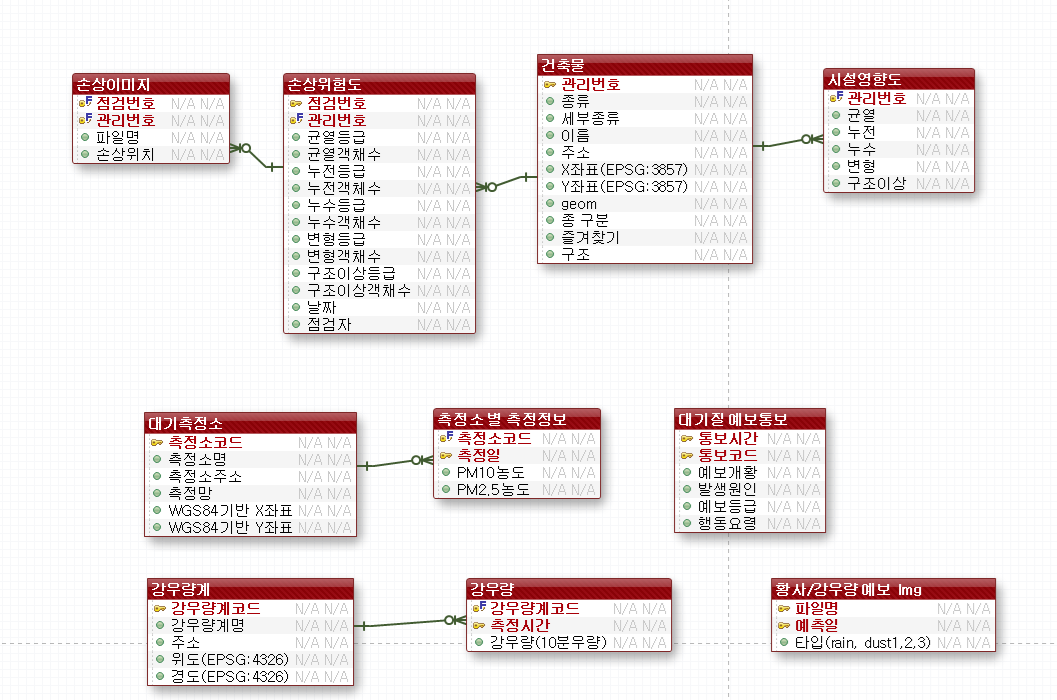 손상이미지
점검번호 N/A N/A
관리번호 N/A N/A
파일명 N/A N/A
손상위치 N/A N/A
손상위험도
점검번호 N/A N/A
관리번호 N/A N/A
균열등급 N/A N/A
균열객채수 N/A N/A
누전등급 N/A N/A
누전객체수 N/A N/A
누수등급 N/A N/A
누수객채수 N/A N/A
변형등급 N/A N/A
변형객채수 N/A N/A
구조이상등급 N/A N/A
구조이상객채수 N/A N/A
날짜 N/A N/A
점검자 N/A N/A
건축물
관리번호 N/A N/A
종류 N/A N/A
세부종류 N/A N/A
이름 N/A N/A
주소 N/A N/A
X좌표(EPSG:3857) N/A N/A
Y좌표(EPSG:3857) N/A N/A
geom N/A N/A
종 구분 N/A N/A
즐겨찾기 N/A N/A
구조 N/A N/A
시설영향도
관리번호 N/A N/A
균열 N/A N/A
누전 N/A N/A
누수 N/A N/A
변형 N/A N/A
구조이상 N/A N/A
대기측정소
측정소코드 N/A N/A
측정소명 N/A N/A
측정소주소 N/A N/A
측정망 N/A N/A
WGS84기반 X좌표 N/A N/A
WGS84기반 Y좌표 N/A N/A
측정소별 측정정보
측정소코드 N/A N/A
측정일 N/A N/A
PM10농도 N/A N/A
PM2.5농도 N/A N/A
대기질 예보통보
통보시간 N/A N/A
통보코드 N/A N/A
예보개황 N/A N/A
발생원인 N/A N/A
예보등급 N/A N/A
행동요령 N/A N/A
강우량계
강우량계코드 N/A N/A
강우량계명 N/A N/A
주소 N/A N/A
위도(EPSG:4326) N/A N/A
경도(EPSG:4326) N/A N/A
강우량
강우량계코드 N/A N/A
측정시간 N/A N/A
강우량(10분우량) N/A N/A
황사/강우량 예보 Img
파일명 N/A N/A
예측일 N/A N/A
타입(rain, dust1,2,3) N/A N/A